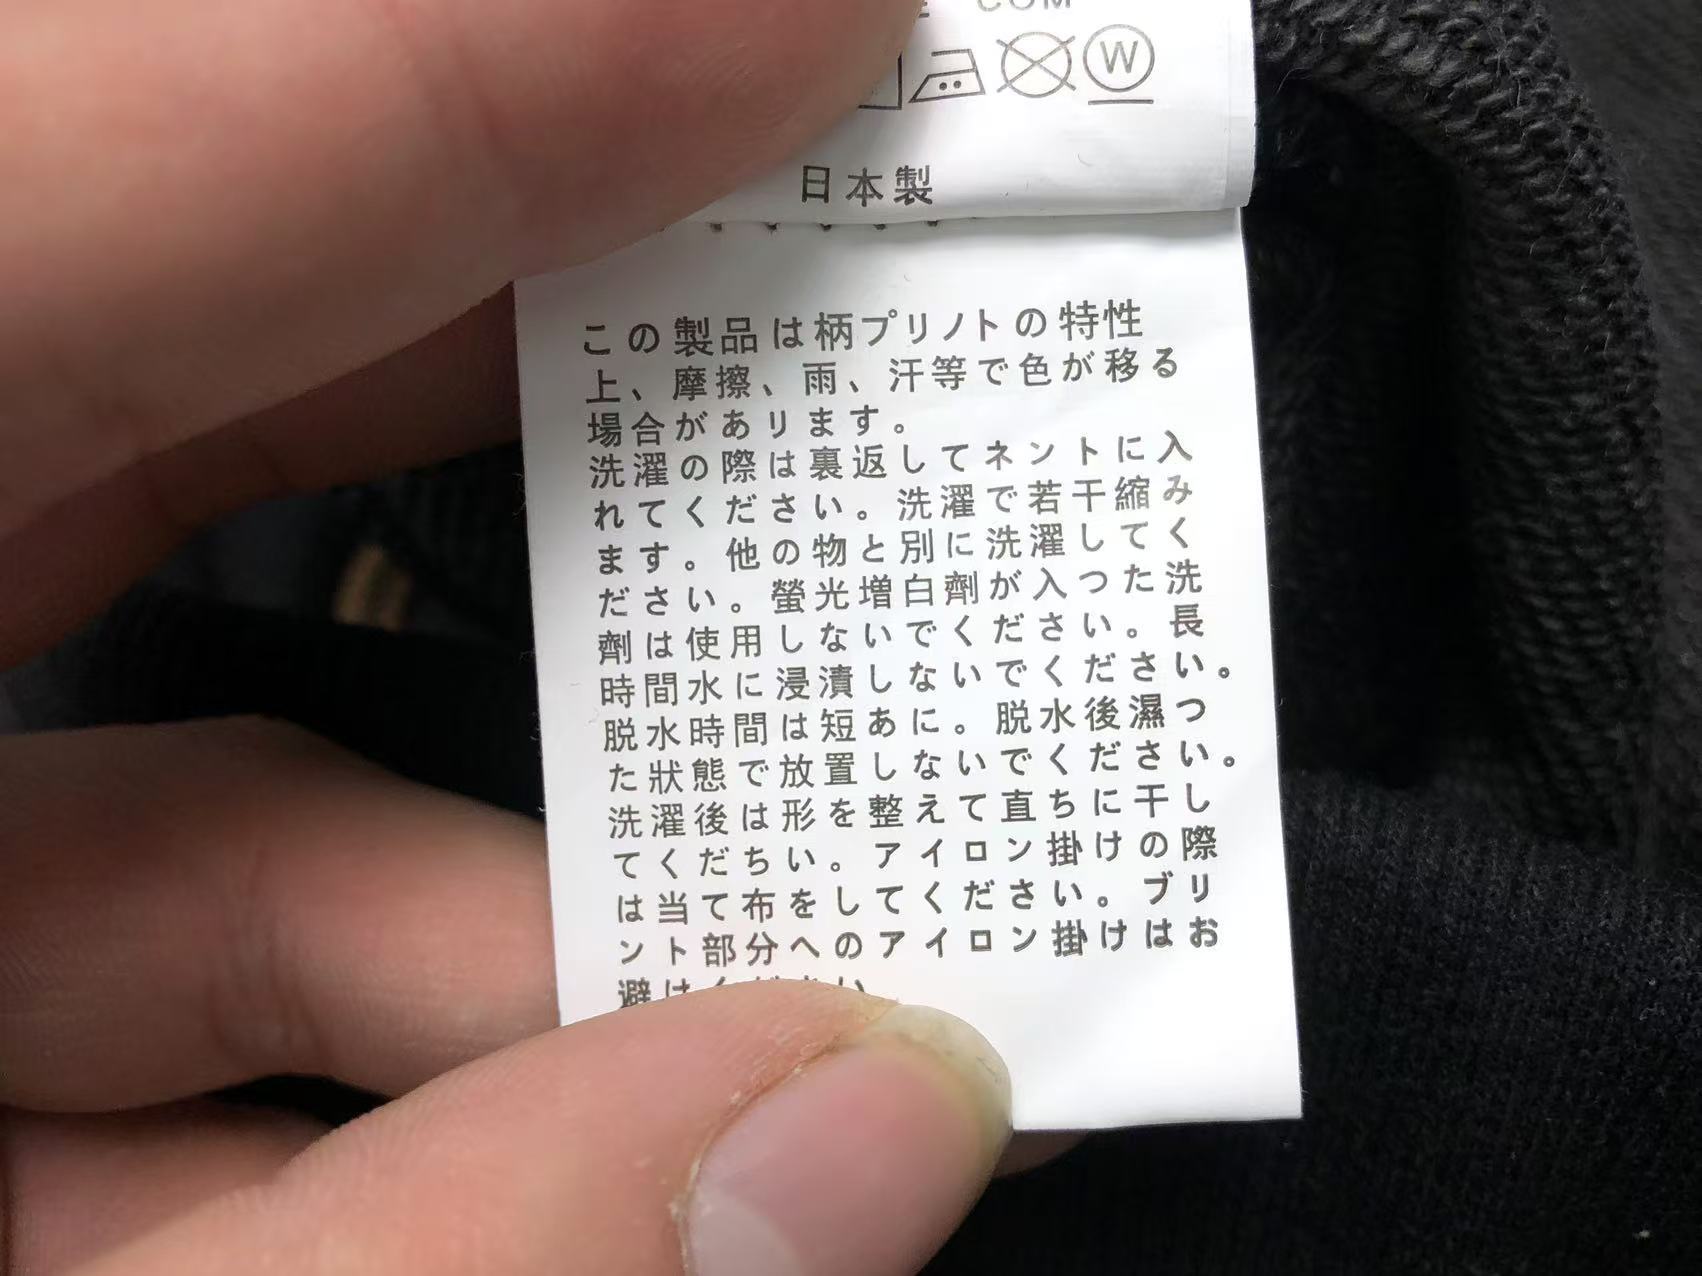 COM
W
日本製
この製品は柄プリノトの特性
上、摩擦、雨、汗等で色が移る
場合があリます。
洗濯の際は裏返してネントに入
れてください。洗濯で若干縮み
ます。他の物と別に洗濯してく
ださい。螢光増白劑が入つた洗
劑は使用しないでください。長
時間水に浸漬しないでください。
脱水時間は短あに。脱水後濕つ
た狀態で放置しないでください。
洗濯後は形を整えて直ちに干し
てくだちい。アイロン掛けの際
は当て布をしてください。ブリ
ント部分へのアイロン掛けはお
避け